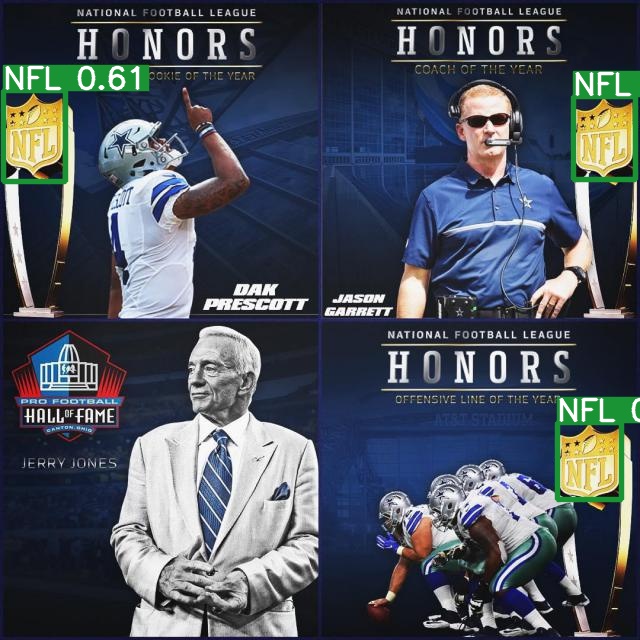 NATIONAL FOOTBALL LEAGUE
HONORS
OOKIE OF THE YEAR
NFL 0.61
NFL
DAK
PRESCOTT
NATIONAL FOOTBALL LEAGUE
HONORS
COACH OF THE YEAR
NFL
NFL
JASON
GARRETT
PRO FOOTBALL
HALL OF FAME
CANTON, OHIO
JERRY JONES
NATIONAL FOOTBALL LEAGUE
HONORS
OFFENSIVE LINE OF THE YEAR
AT&T STADIUM
NFL 0
NFL